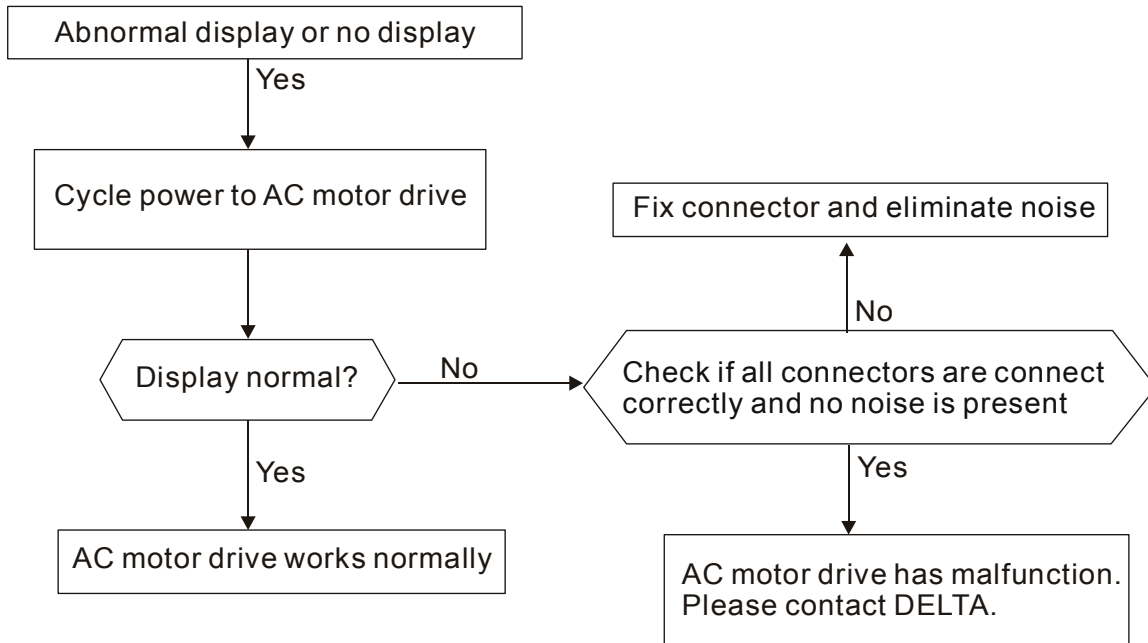 Abnormal display or no display
Yes
Cycle power to AC motor drive
Fix connector and eliminate noise
No
Display normal?
No
Check if all connectors are connect
correctly and no noise is present
Yes
Yes
AC motor drive works normally
AC motor drive has malfunction.
Please contact DELTA.